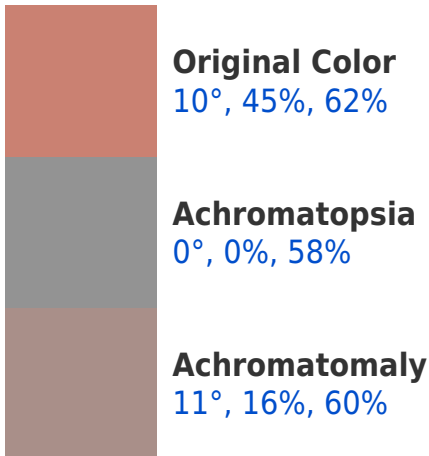 Original Color
10°, 45%, 62%
Achromatopsia
0°, 0%, 58%
Achromatomaly
11°, 16%, 60%